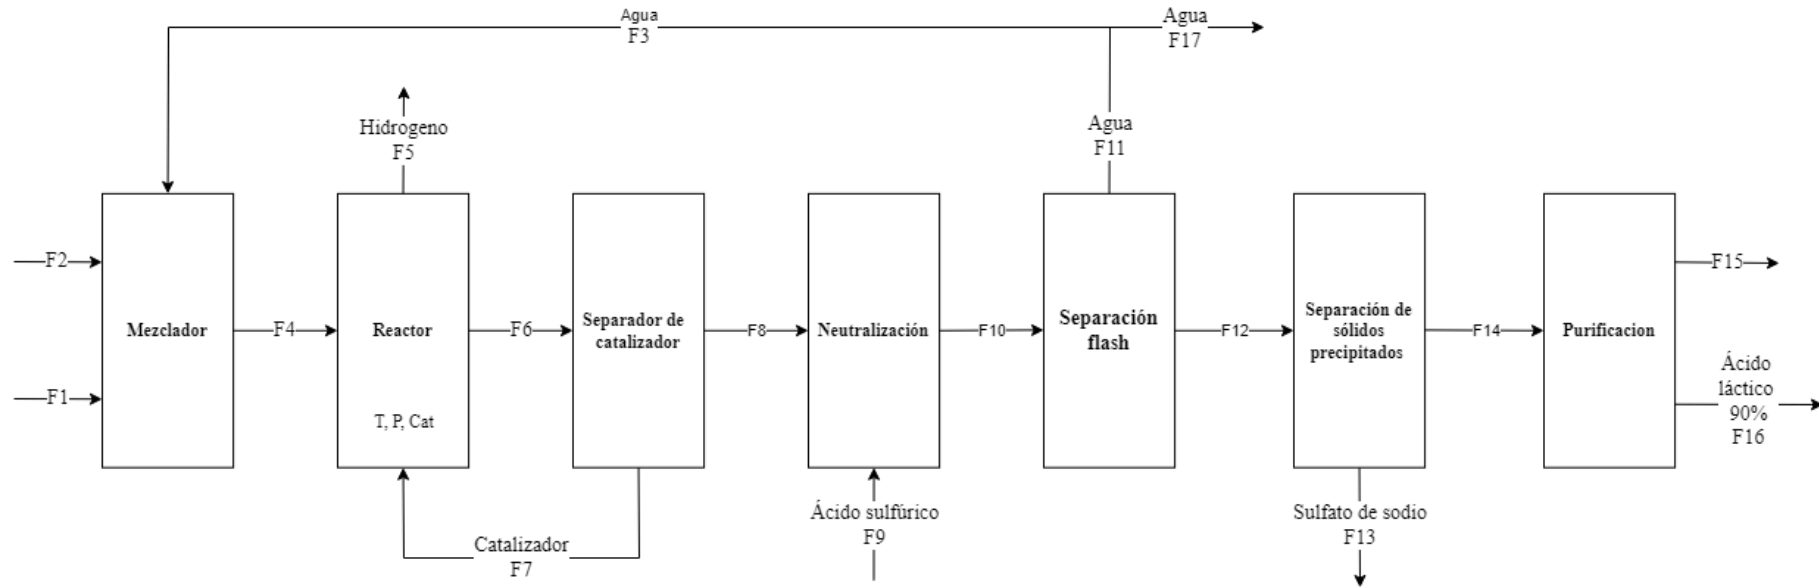 Agua
F3
Agua
F17
Hidrogeno
F5
Agua
F11
F2
F1
Mezclador
F4
Reactor
T, P, Cat
F6
Separador de
catalizador
F8
Neutralización
F10
Separación
flash
F12
Separación de
sólidos
precipitados
F14
Purificacion
F15
Ácido
láctico
90%
F16
Catalizador
F7
Ácido sulfúrico
F9
Sulfato de sodio
F13